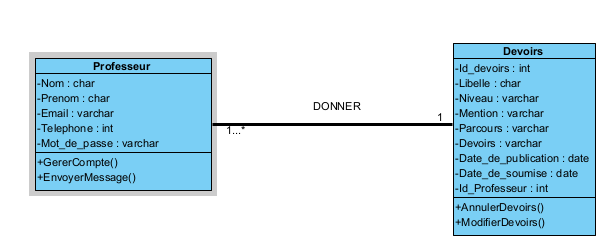 Professeur
-Nom : char
-Prenom : char
-Email : varchar
-Telephone : int
-Mot_de_passe : varchar
+GererCompte()
+EnvoyerMessage()
DONNER
1...*
1
Devoirs
-Id_devoirs : int
-Libelle : char
-Niveau : varchar
-Mention : varchar
-Parcours : varchar
-Devoirs : varchar
-Date_de_publication : date
-Date_de_soumise : date
-Id_Professeur : int
+AnnulerDevoirs()
+ModifierDevoirs()